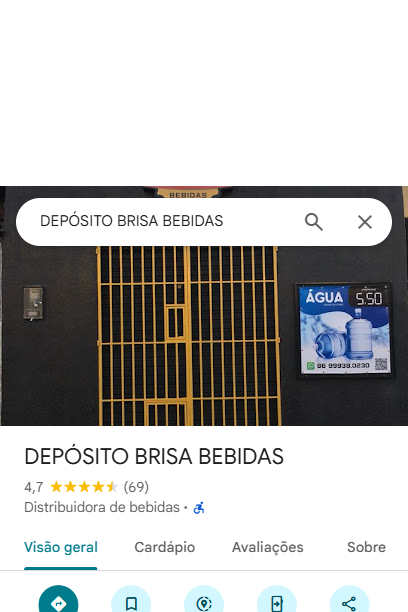 BEBIDAS
DEPÓSITO BRISA BEBIDAS
ÁGUA 5,50
86 99938.0230
DEPÓSITO BRISA BEBIDAS
4,7 (69)
Distribuidora de bebidas •
Visão geral Cardápio Avaliações Sobre